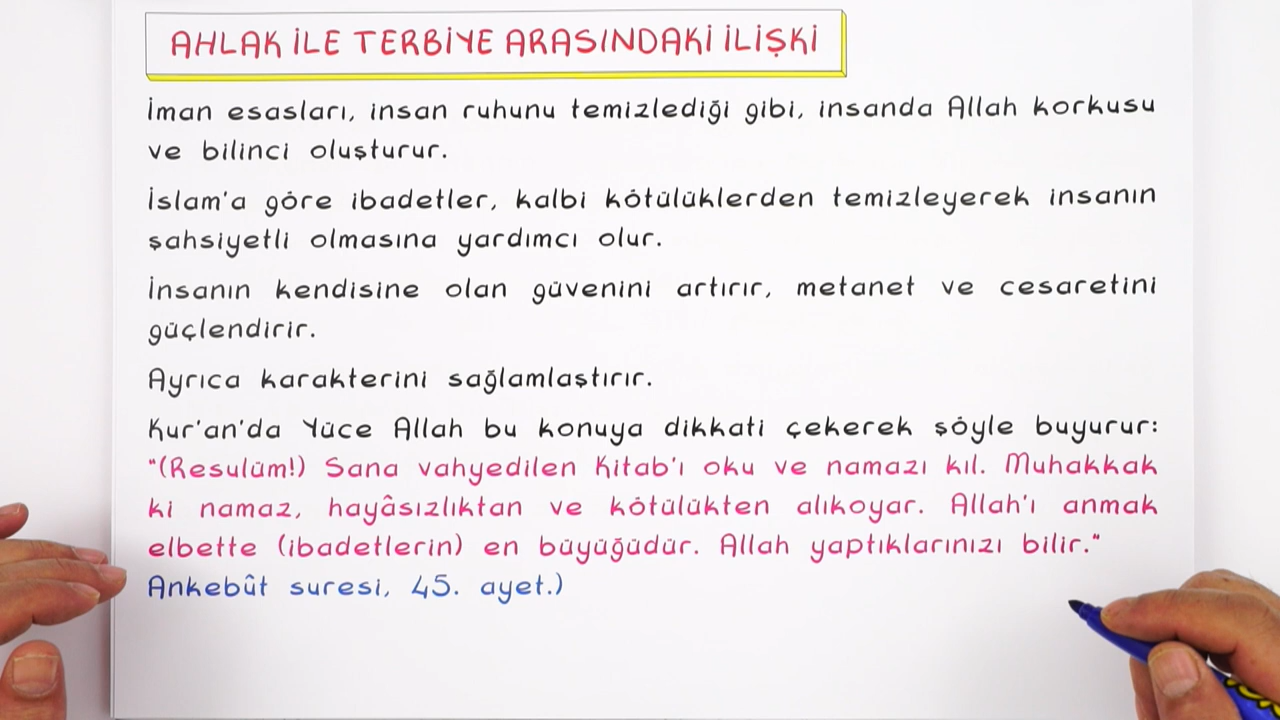 AHLAK İLE TERBİYE ARASINDAKİ İLİŞKİ
İman esasları, insan ruhunu temizlediği gibi, insanda Allah korkusu
ve bilinci oluşturur.
İslam'a göre ibadetler, kalbi kötülüklerden temizleyerek insanın
şahsiyetli olmasına yardımcı olur.
İnsanın kendisine olan güvenini artırır, metanet ve cesaretini
güçlendirir.
Ayrıca karakterini sağlamlaştırır.
Kur'an'da Yüce Allah bu konuya dikkati çekerek şöyle buyurur:
"(Resulüm!) Sana vahyedilen Kitab'ı oku ve namazı kıl. Muhakkak
ki namaz, hayâsızlıktan ve kötülükten alıkoyar. Allah'ı anmak
elbette (ibadetlerin) en büyüğüdür. Allah yaptıklarınızı bilir."
Ankebût suresi, 45. ayet.)